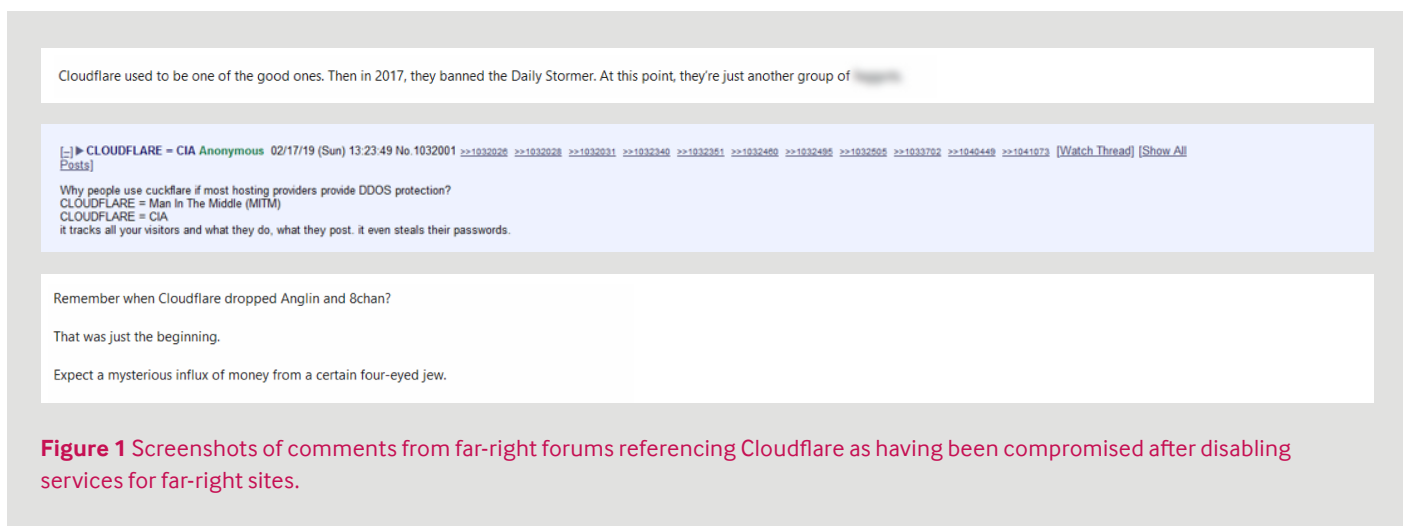 Cloudflare used to be one of the good ones. Then in 2017, they banned the Daily Stormer. At this point, they're just another group of
[–]▶ CLOUDFLARE = CIA Anonymous 02/17/19 (Sun) 13:23:49 No.1032001 >>1032026 >>1032028 >>1032031 >>1032340 >>1032351 >>1032460 >>1032495 >>1032505 >>1033702 >>1040449 >>1041073 [Watch Thread] [Show All
Posts]
Why people use cuckflare if most hosting providers provide DDOS protection?
CLOUDFLARE = Man In The Middle (MITM)
CLOUDFLARE = CIA
it tracks all your visitors and what they do, what they post. it even steals their passwords.
Remember when Cloudflare dropped Anglin and 8chan?
That was just the beginning.
Expect a mysterious influx of money from a certain four-eyed jew.
Figure 1 Screenshots of comments from far-right forums referencing Cloudflare as having been compromised after disabling
services for far-right sites.